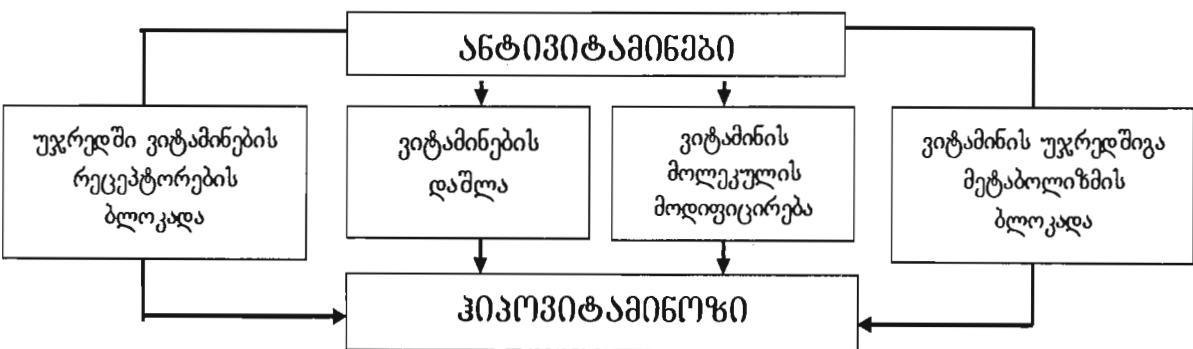 ანტივიტამინები
უჯრედში ვიტამინების
რეცეპტორების
ბლოკადა
ვიტამინების
დაშლა
ვიტამინის
მოლეკულის
მოდიფიცირება
ვიტამინის უჯრედშიგა
მეტაბოლიზმის
ბლოკადა
ჰიპოვიტამინოზი